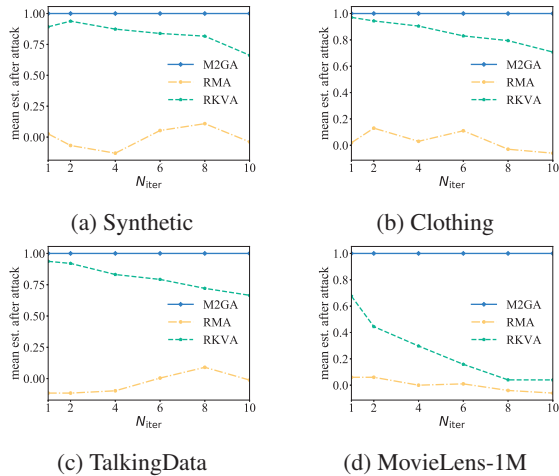 mean est. after attack
1.00
0.75
0.50
0.25
0.00
M2GA
RMA
RKVA
1 2 4 6 8 10
N_iter
(a) Synthetic
mean est. after attack
1.0
0.8
0.6
0.4
0.2
0.0
M2GA
RMA
RKVA
1 2 4 6 8 10
N_iter
(b) Clothing
mean est. after attack
1.00
0.75
0.50
0.25
0.00
M2GA
RMA
RKVA
1 2 4 6 8 10
N_iter
(c) TalkingData
mean est. after attack
1.0
0.8
0.6
0.4
0.2
0.0
M2GA
RMA
RKVA
1 2 4 6 8 10
N_iter
(d) MovieLens-1M